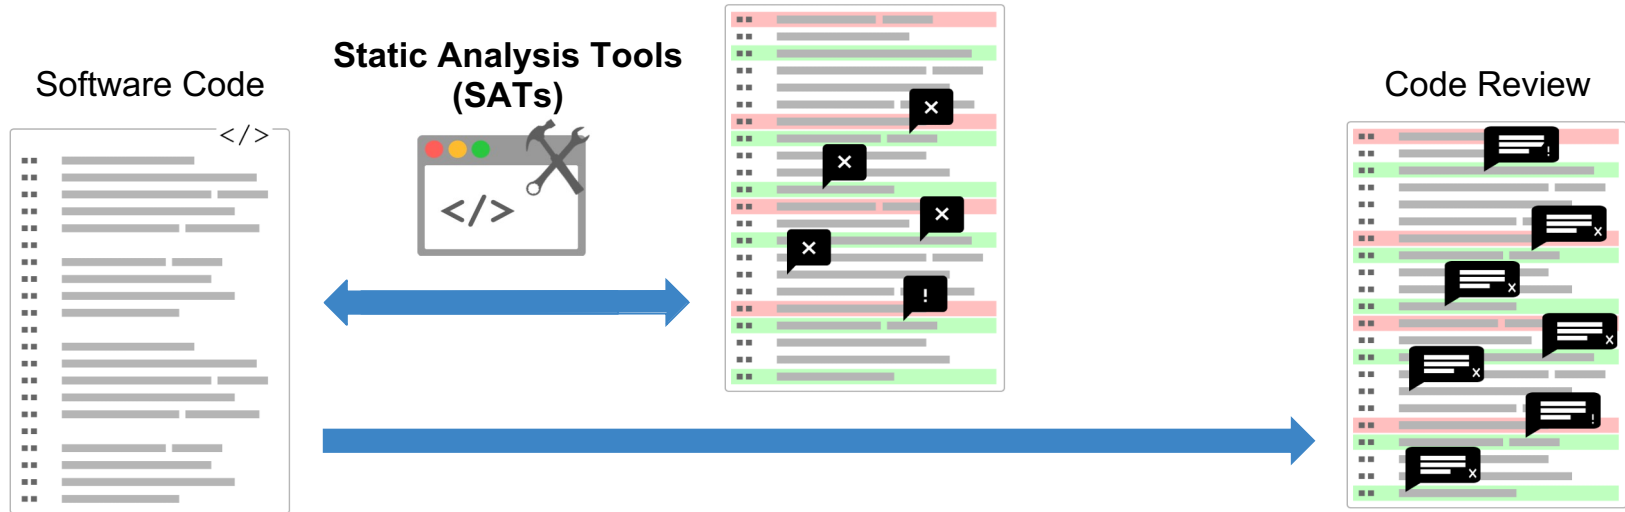 Software Code
</>
Static Analysis Tools
(SATs)
</>
Code Review